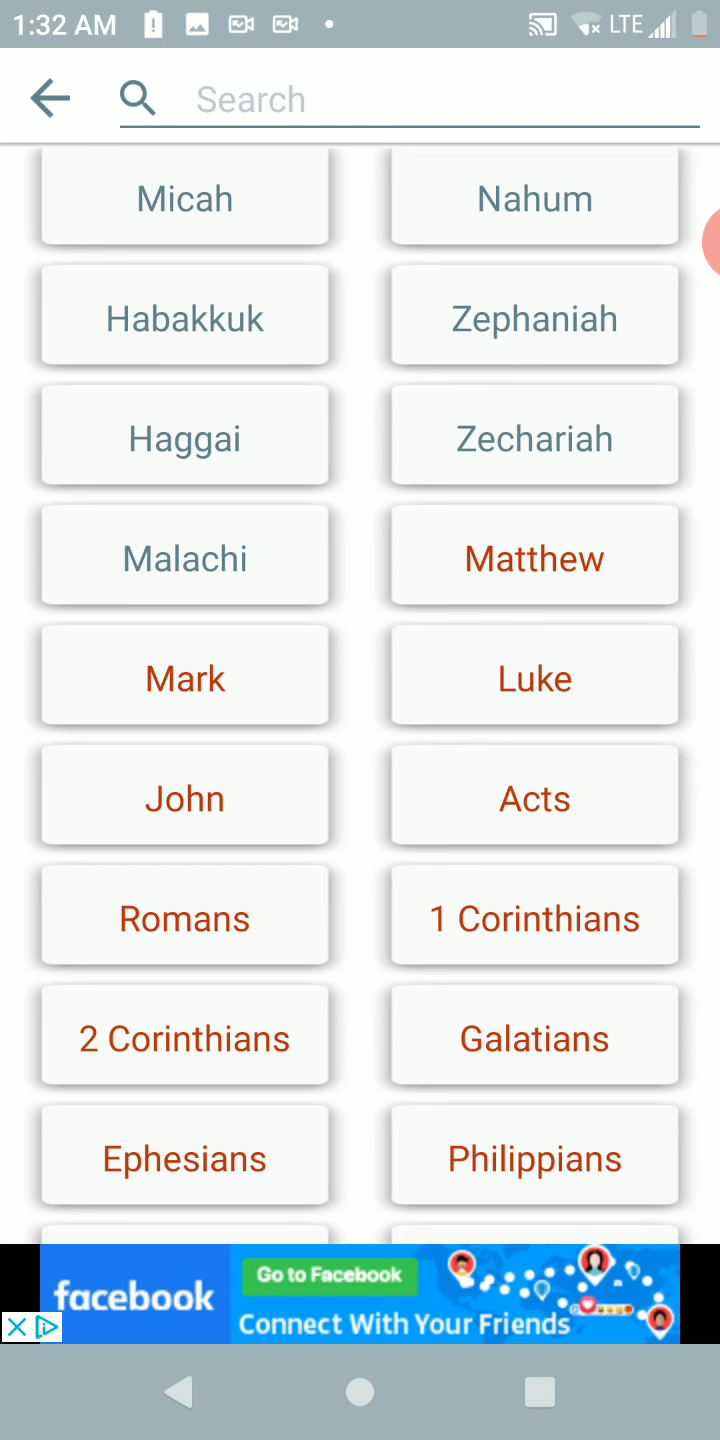 1:32 AM LTE
Search
Micah Nahum
Habakkuk Zephaniah
Haggai Zechariah
Malachi Matthew
Mark Luke
John Acts
Romans 1 Corinthians
2 Corinthians Galatians
Ephesians Philippians
facebook
Go to Facebook
Connect With Your Friends